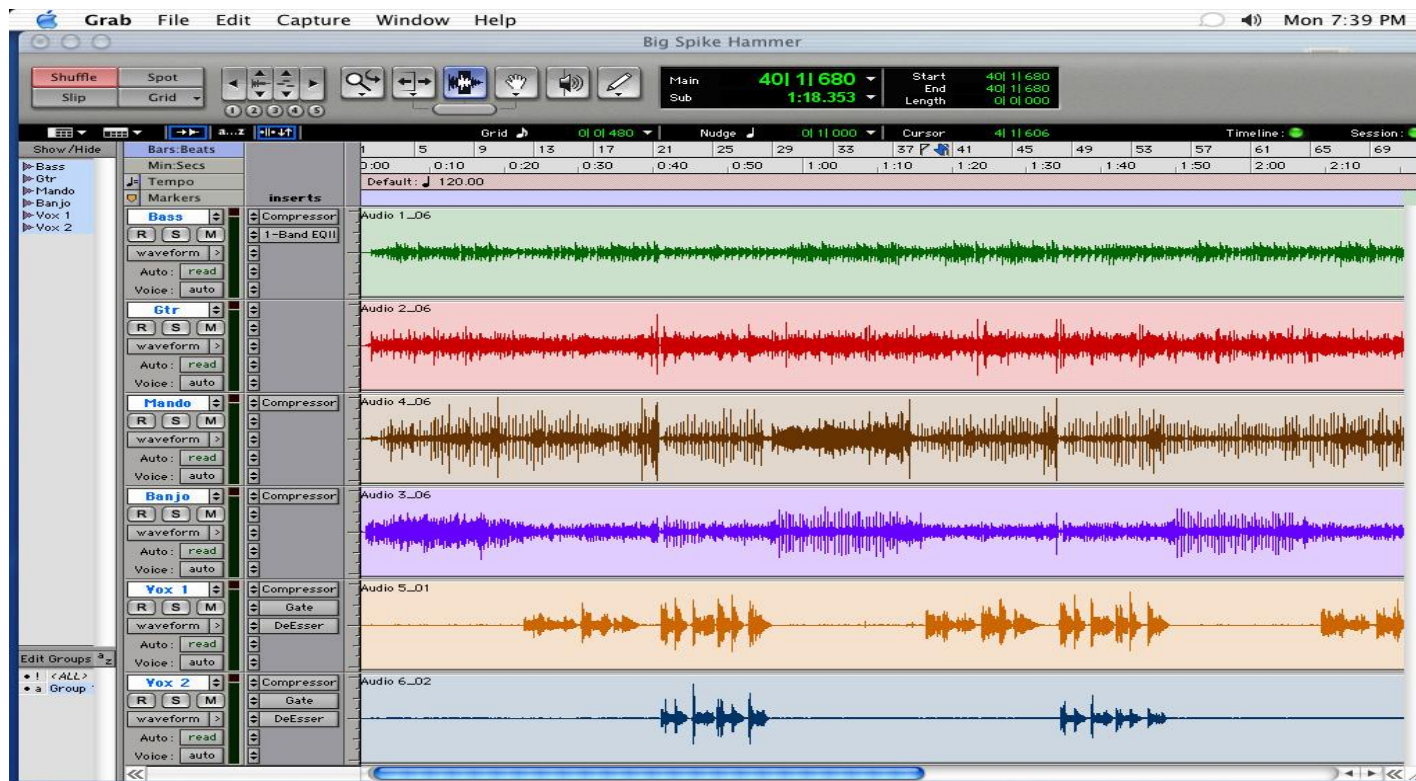 Grab File Edit Capture Window Help Mon 7:39 PM
Big Spike Hammer
Shuffle Spot
Slip Grid
1 2 3 4 5
Main 40| 1| 680
Sub 1:18.353
Start 40| 1| 680
End 40| 1| 680
Length 0| 0| 000
a...z Grid 0| 0| 480 Nudge 0| 1| 000 Cursor 4| 1| 606 Timeline: Session:
Show/Hide Bars:Beats 1 5 9 13 17 21 25 29 33 37 41 45 49 53 57 61 65 69
Min:Secs 0:00 0:10 0:20 0:30 0:40 0:50 1:00 1:10 1:20 1:30 1:40 1:50 2:00 2:10
Tempo Default: 120.00
Markers inserts
Bass
Gtr
Mando
Banjo
Vox 1
Vox 2
Bass Compressor Audio 1_06
R S M 1-Band EQII
waveform
Auto: read
Voice: auto
Gtr Audio 2_06
R S M
waveform
Auto: read
Voice: auto
Mando Compressor Audio 4_06
R S M
waveform
Auto: read
Voice: auto
Banjo Compressor Audio 3_06
R S M
waveform
Auto: read
Voice: auto
Vox 1 Compressor Audio 5_01
R S M Gate
waveform DeEsser
Auto: read
Voice: auto
Vox 2 Compressor Audio 6_02
R S M Gate
waveform DeEsser
Auto: read
Voice: auto
Edit Groups a z
! <ALL>
a Group